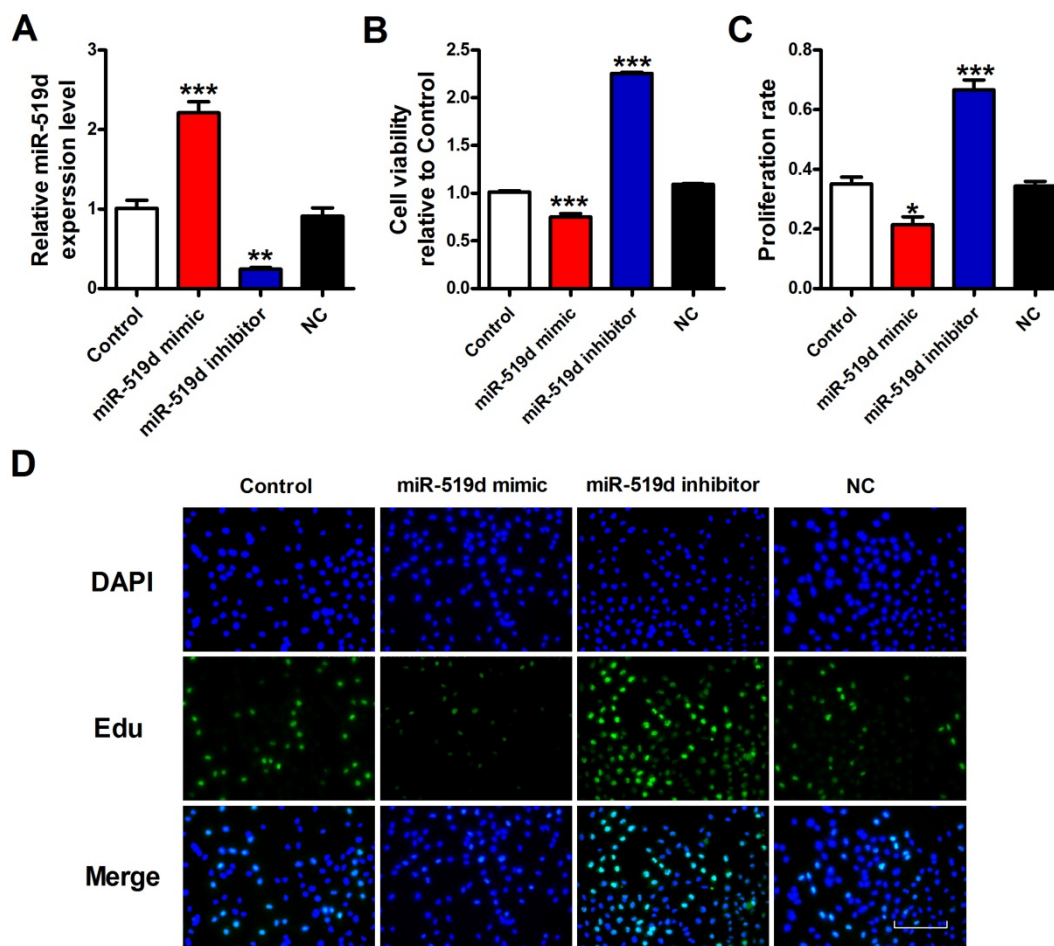 A
Relative miR-519d
experssion level
3
2
1
0
***
**
Control
miR-519d mimic
miR-519d inhibitor
NC
B
Cell viability
relative to Control
2.5
2.0
1.5
1.0
0.5
0.0
***
***
Control
miR-519d mimic
miR-519d inhibitor
NC
C
Proliferation rate
0.8
0.6
0.4
0.2
0.0
*
***
Control
miR-519d mimic
miR-519d inhibitor
NC
D
Control miR-519d mimic miR-519d inhibitor NC
DAPI
Edu
Merge